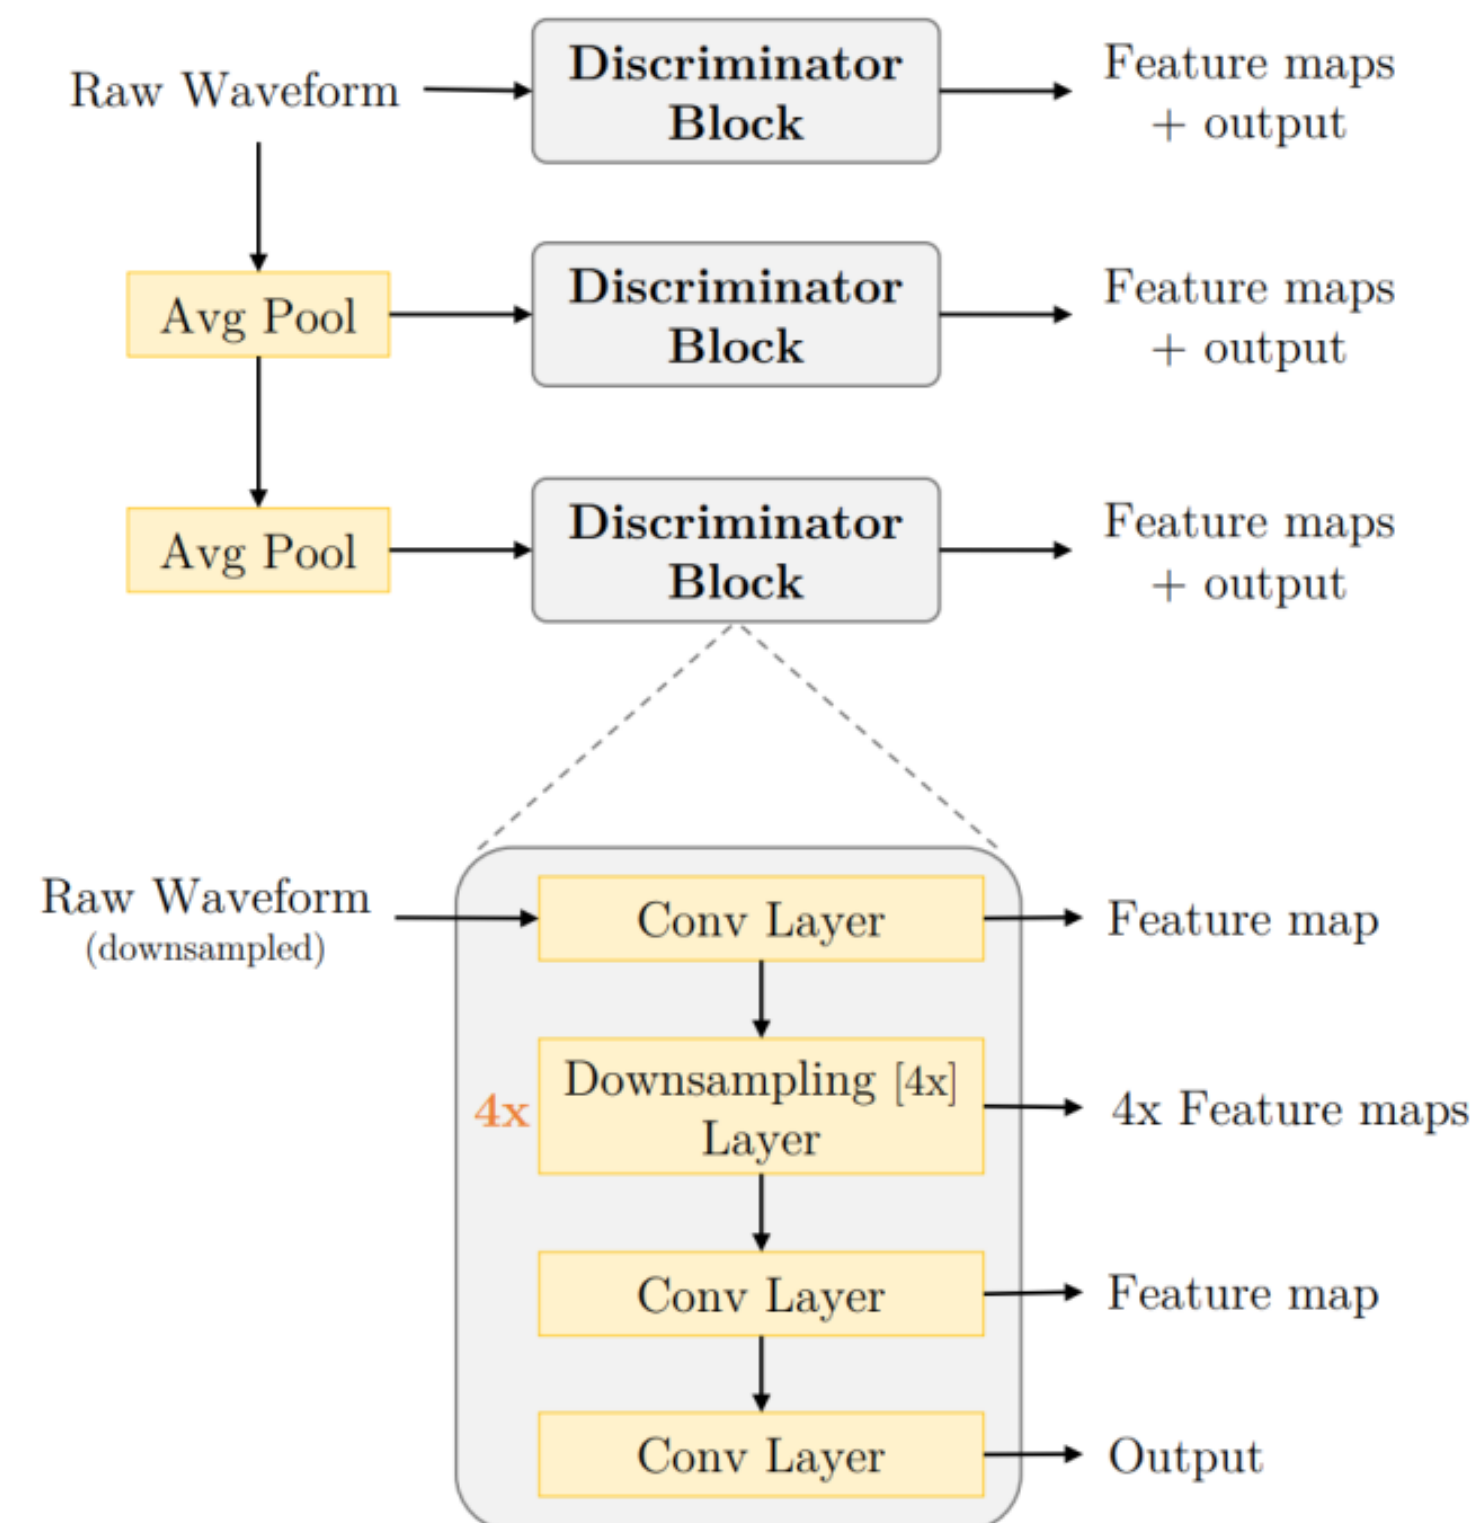 Raw Waveform
Discriminator
Block
Feature maps
+ output
Avg Pool
Discriminator
Block
Feature maps
+ output
Avg Pool
Discriminator
Block
Feature maps
+ output
Raw Waveform
(downsampled)
Conv Layer
Feature map
4x
Downsampling [4x]
Layer
4x Feature maps
Conv Layer
Feature map
Conv Layer
Output